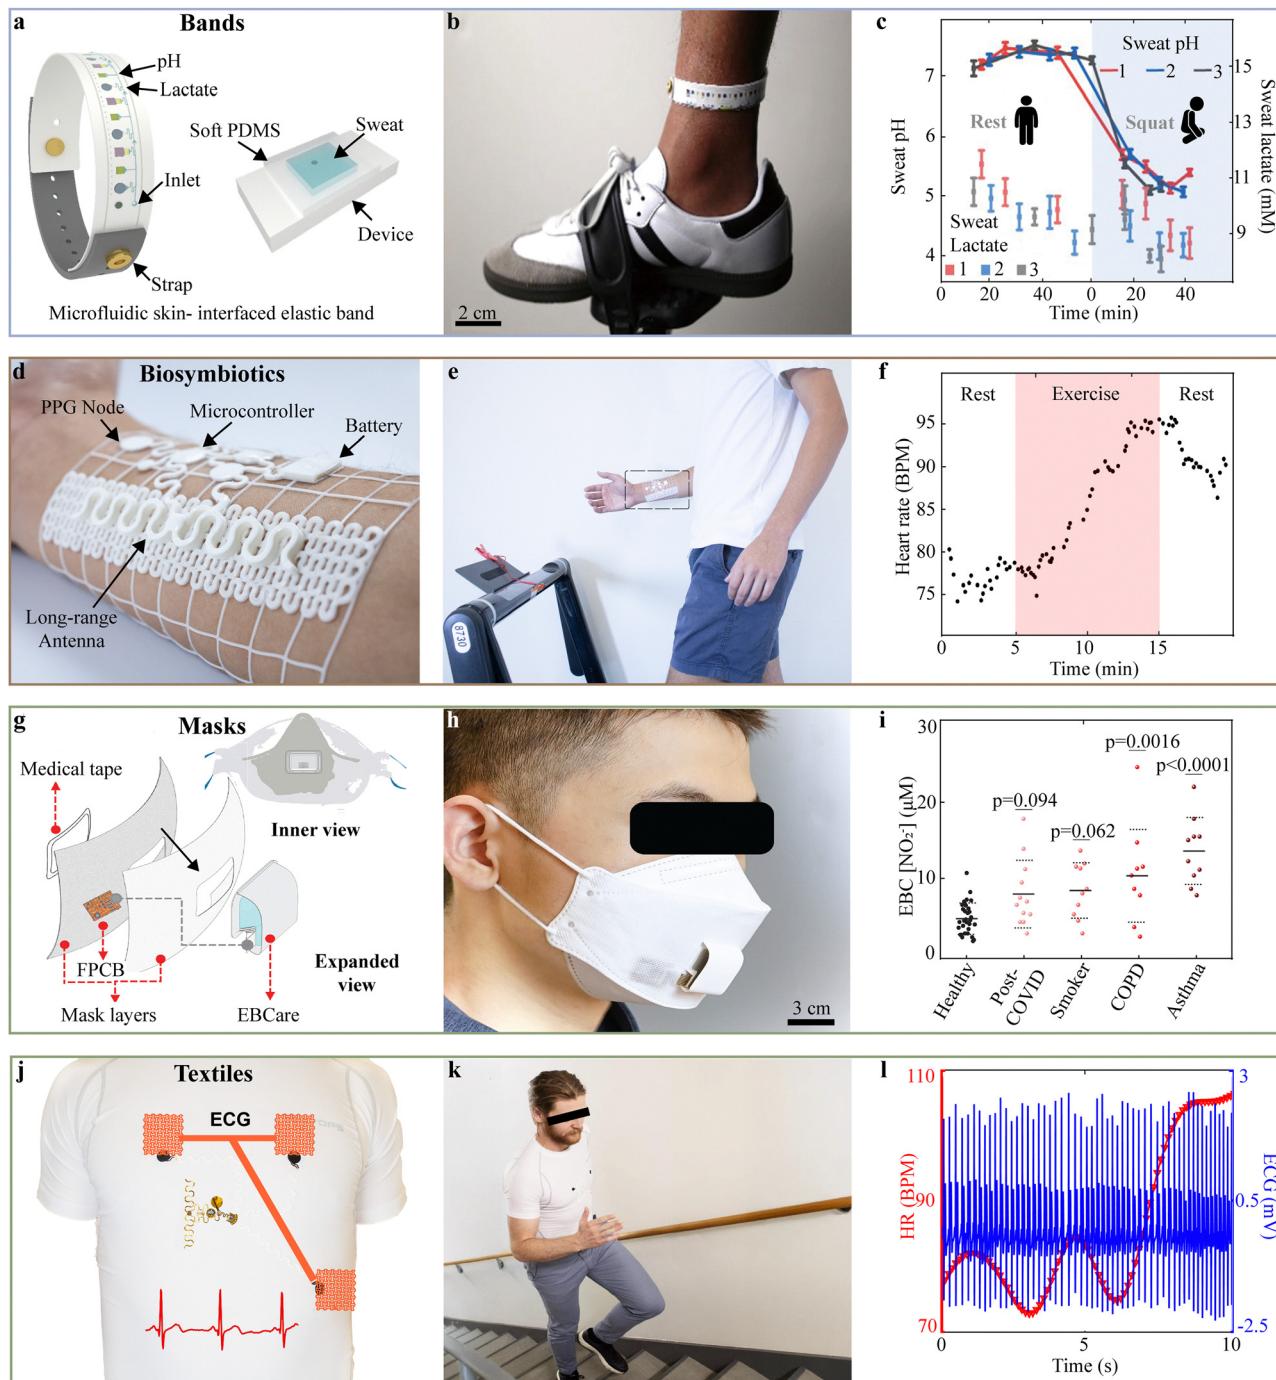 a
Bands
pH
Lactate
Soft PDMS
Sweat
Inlet
Device
Strap
Microfluidic skin- interfaced elastic band
b
2 cm
c
Sweat pH
1 2 3
Rest
Squat
Sweat
Lactate
1 2 3
7
6
5
4
Sweat pH
15
13
11
9
Sweat lactate (mM)
0 20 40 0 20 40
Time (min)
d
Biosymbiotics
PPG Node
Microcontroller
Battery
Long-range
Antenna
e
8730
f
Rest Exercise Rest
95
90
85
80
75
Heart rate (BPM)
0 5 10 15
Time (min)
g
Masks
Medical tape
Inner view
FPCB
Expanded
view
Mask layers
EBCare
h
3 cm
i
30
20
10
0
EBC [NO₂⁻] (μM)
p=0.094
p=0.062
p=0.0016
p<0.0001
Healthy
Post-
COVID
Smoker
COPD
Asthma
j
Textiles
ECG
k
l
110
90
70
HR (BPM)
3
0.5
-2.5
ECG (mV)
0 5 10
Time (s)